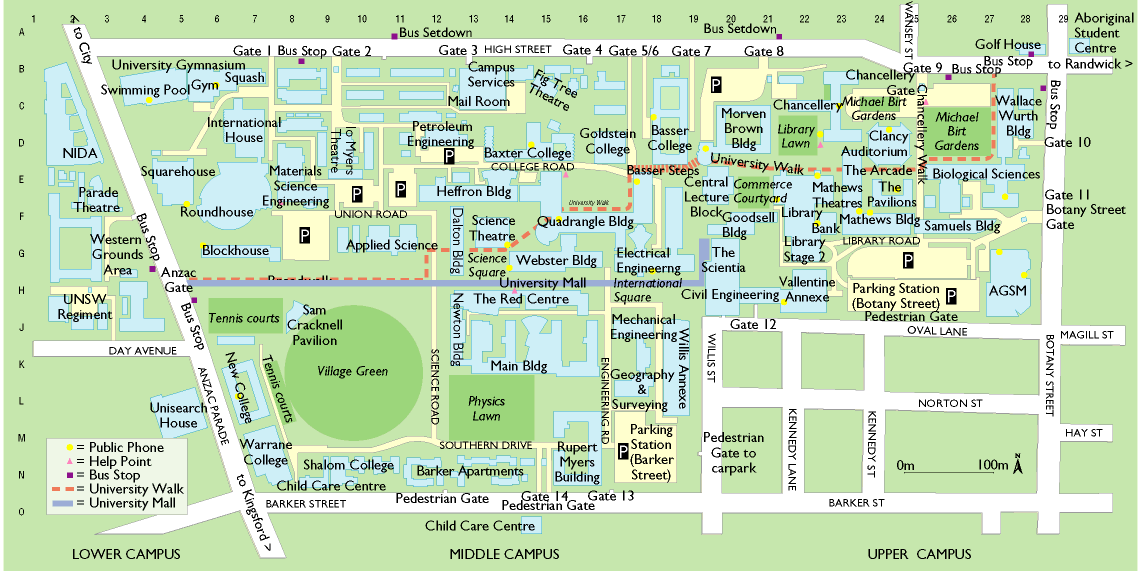 1 2 3 4 5 6 7 8 9 10 11 12 13 14 15 16 17 18 19 20 21 22 23 24 25 26 27 28 29
A
B
C
D
E
F
G
H
J
K
L
M
N
O
to City
Bus Setdown
Bus Setdown
WANSEY ST
Aboriginal
Student
Centre
Golf House
Bus Stop
to Randwick >
Gate 1
Bus Stop
Gate 2
Gate 3
HIGH STREET
Gate 4
Gate 5/6
Gate 7
Gate 8
Gate 9
Bus Stop
University Gymnasium
Squash
Gym
Swimming Pool
Campus
Services
Mail Room
Fig Tree
Theatre
P
Chancellery
Gate
Chancellery
Michael Birt
Gardens
Chancellery Walk
Michael
Birt
Gardens
Wallace
Wurth
Bldg
Bus Stop
Gate 10
International
House
Io Myers
Theatre
Petroleum
Engineering
P
Baxter College
Goldstein
College
Basser
College
Morven
Brown
Bldg
Library
Lawn
Clancy
Auditorium
NIDA
Squarehouse
Materials
Science
Engineering
P
P
COLLEGE ROAD
Heffron Bldg
Basser Steps
University Walk
University Walk
Central
Lecture
Block
Commerce
Courtyard
Mathews
Theatres
The Arcade
The
Pavilions
Biological Sciences
Gate 11
Botany Street
Gate
Parade
Theatre
Roundhouse
UNION ROAD
P
Dalton Bldg
Science
Theatre
Quadrangle Bldg
Goodsell
Bldg
Library
Bank
Mathews Bldg
Samuels Bldg
LIBRARY ROAD
Bus Stop
Western
Grounds
Area
Blockhouse
Applied Science
Science
Square
Webster Bldg
Electrical
Engineering
The
Scientia
Library
Stage 2
P
Anzac
Gate
Broadwalk
University Mall
International
Square
UNSW
Regiment
Bus Stop
Tennis courts
Sam
Cracknell
Pavilion
Newton Bldg
The Red Centre
Civil Engineering
Vallentine
Annexe
Parking Station
(Botany Street)
P
Pedestrian Gate
AGSM
Mechanical
Engineering
Gate 12
OVAL LANE
MAGILL ST
DAY AVENUE
New College
Tennis courts
Village Green
SCIENCE ROAD
Main Bldg
ENGINEERING RD
Willis Annexe
WILLIS ST
BOTANY STREET
Geography
&
Surveying
ANZAC PARADE
Unisearch
House
Physics
Lawn
NORTON ST
KENNEDY LANE
KENNEDY ST
HAY ST
= Public Phone
= Help Point
= Bus Stop
= University Walk
= University Mall
Warrane
College
SOUTHERN DRIVE
Rupert
Myers
Building
P
Parking
Station
(Barker
Street)
Pedestrian
Gate to
carpark
Shalom College
Barker Apartments
Child Care Centre
0m 100m N
to Kingsford >
BARKER STREET
Pedestrian Gate
Gate 14
Gate 13
Pedestrian Gate
BARKER ST
Child Care Centre
LOWER CAMPUS
MIDDLE CAMPUS
UPPER CAMPUS